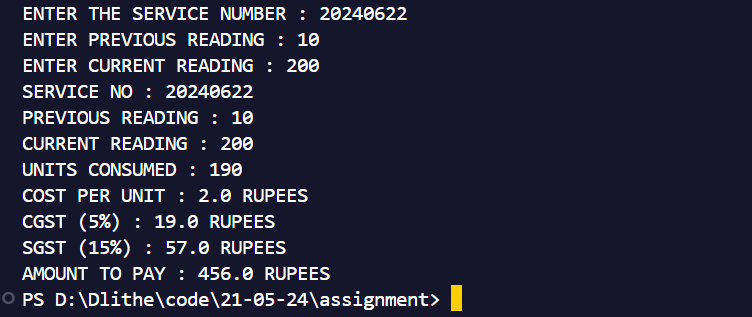 ENTER THE SERVICE NUMBER : 20240622
ENTER PREVIOUS READING : 10
ENTER CURRENT READING : 200
SERVICE NO : 20240622
PREVIOUS READING : 10
CURRENT READING : 200
UNITS CONSUMED : 190
COST PER UNIT : 2.0 RUPEES
CGST (5%) : 19.0 RUPEES
SGST (15%) : 57.0 RUPEES
AMOUNT TO PAY : 456.0 RUPEES
PS D:\Dlithe\code\21-05-24\assignment>